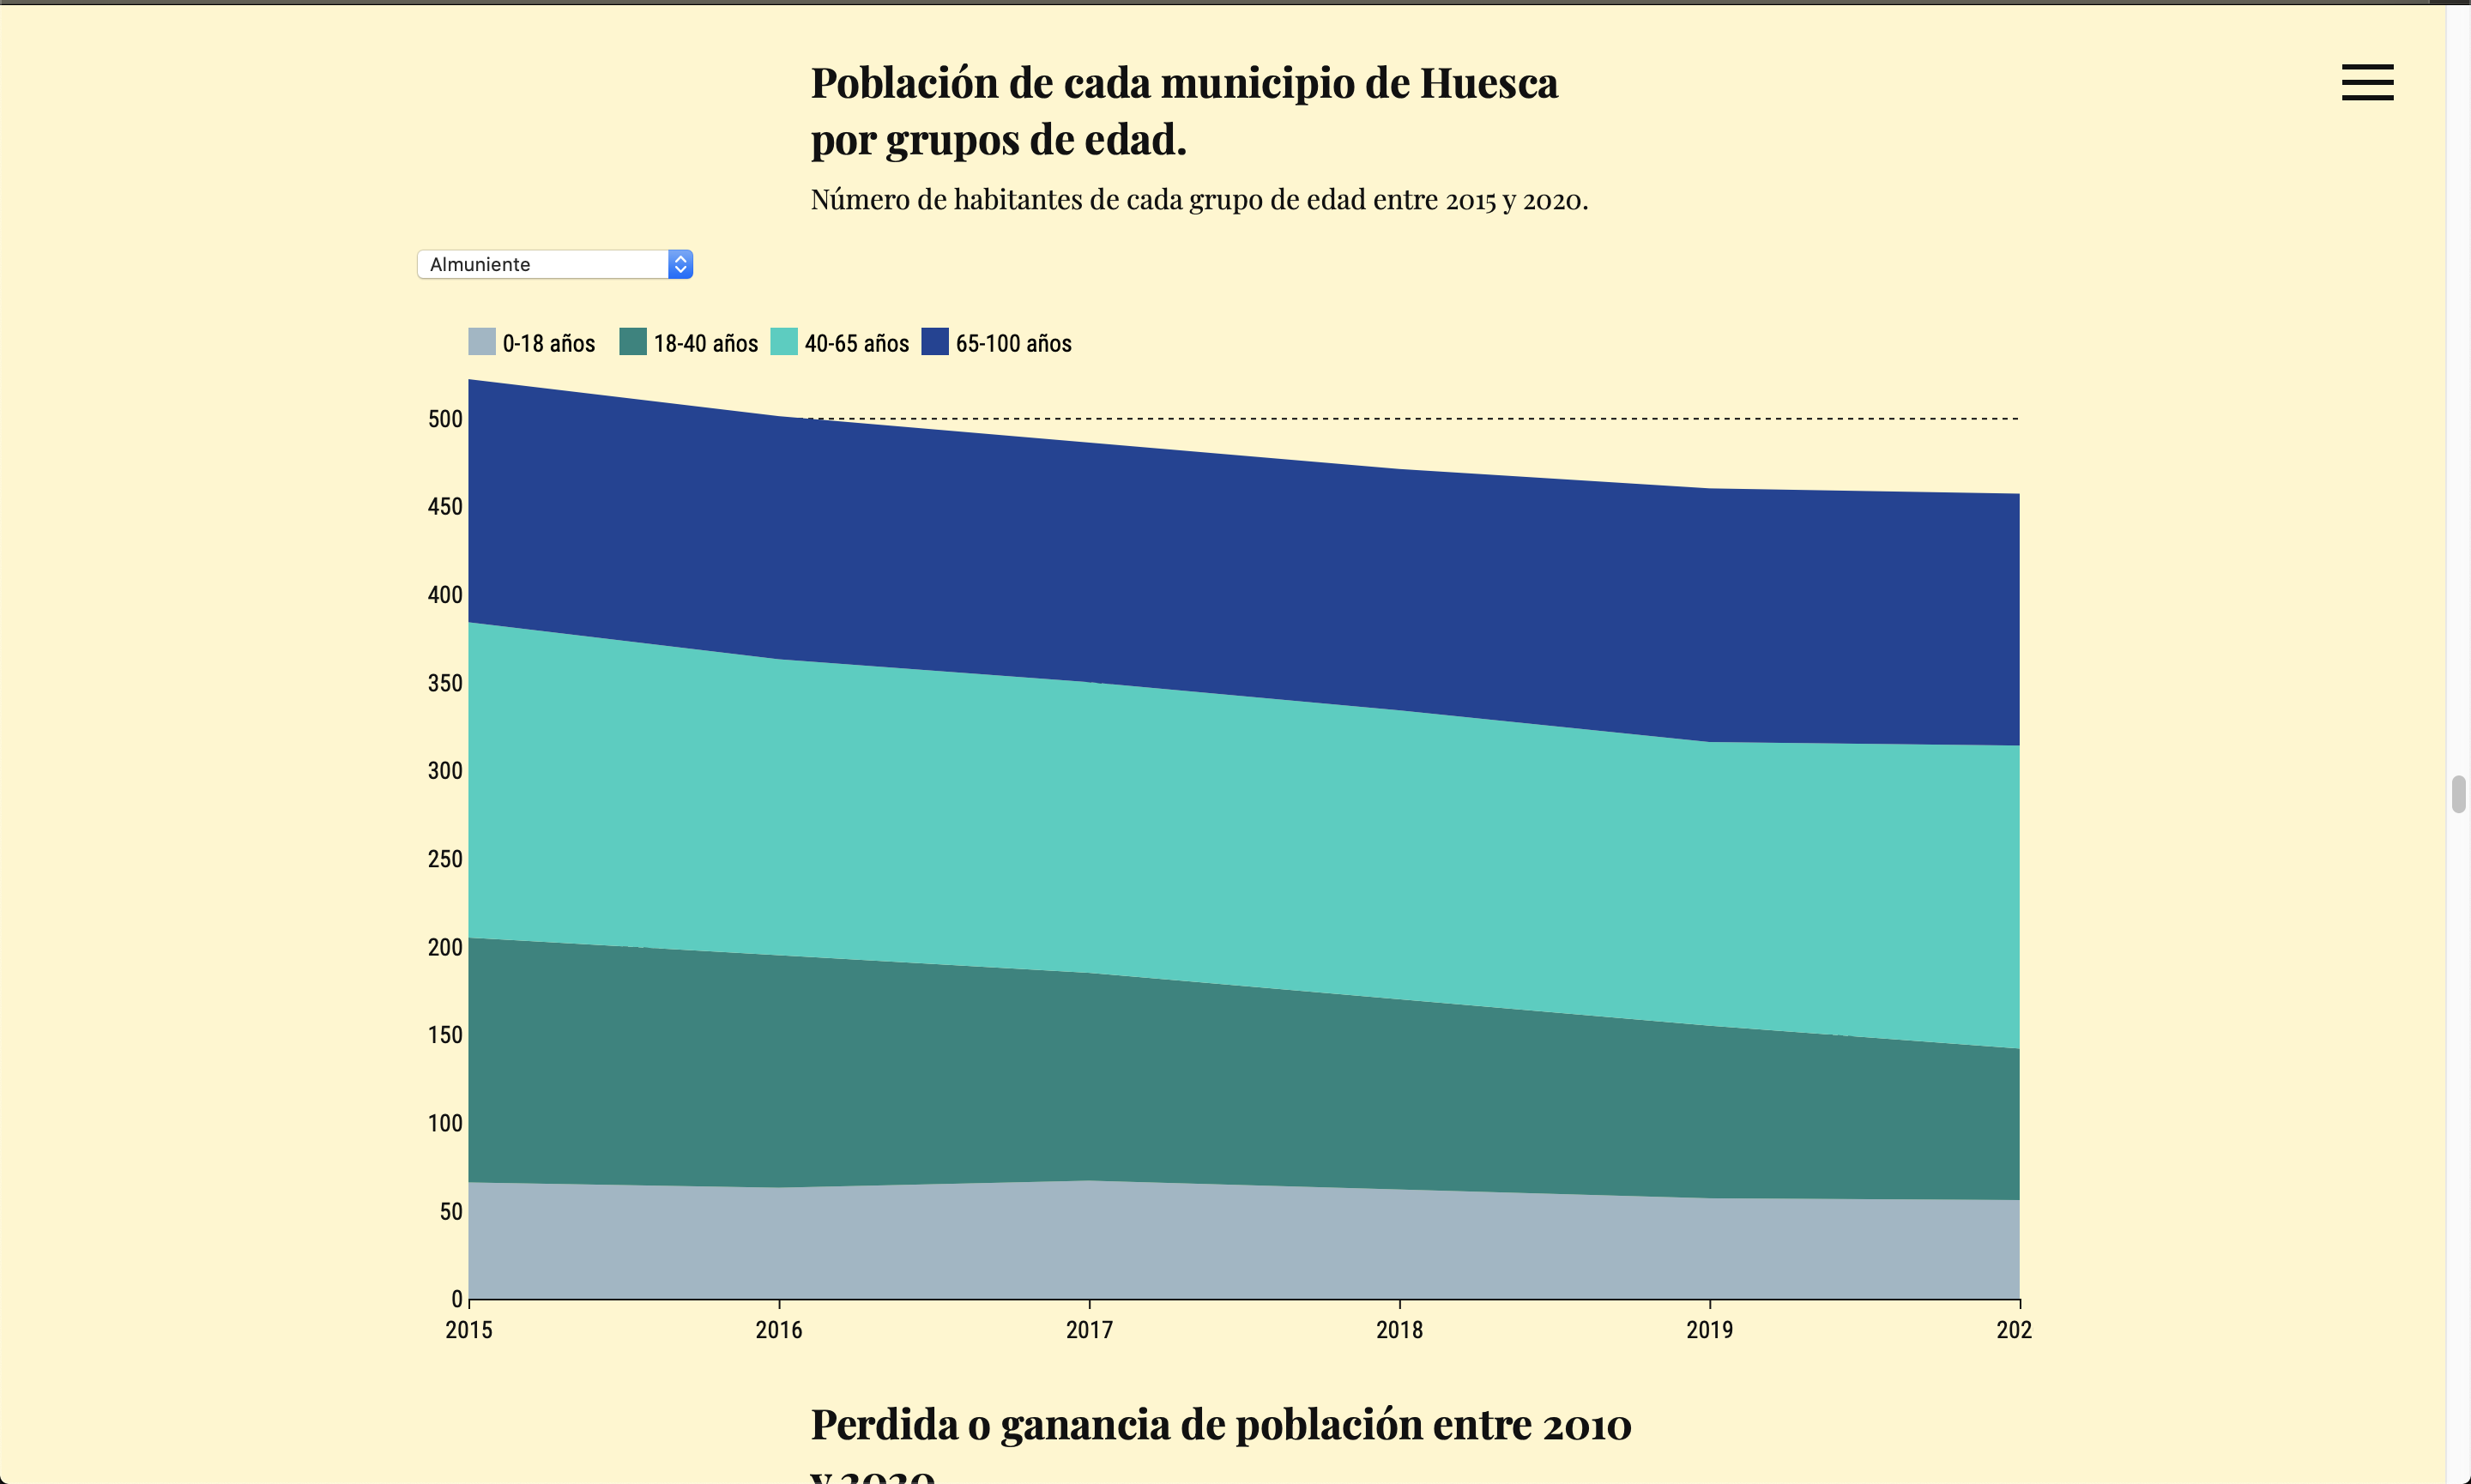 Población de cada municipio de Huesca
por grupos de edad.
Número de habitantes de cada grupo de edad entre 2015 y 2020.
Almuniente
0-18 años 18-40 años 40-65 años 65-100 años
500
450
400
350
300
250
200
150
100
50
0
2015 2016 2017 2018 2019 202
Perdida o ganancia de población entre 2010
y 2020